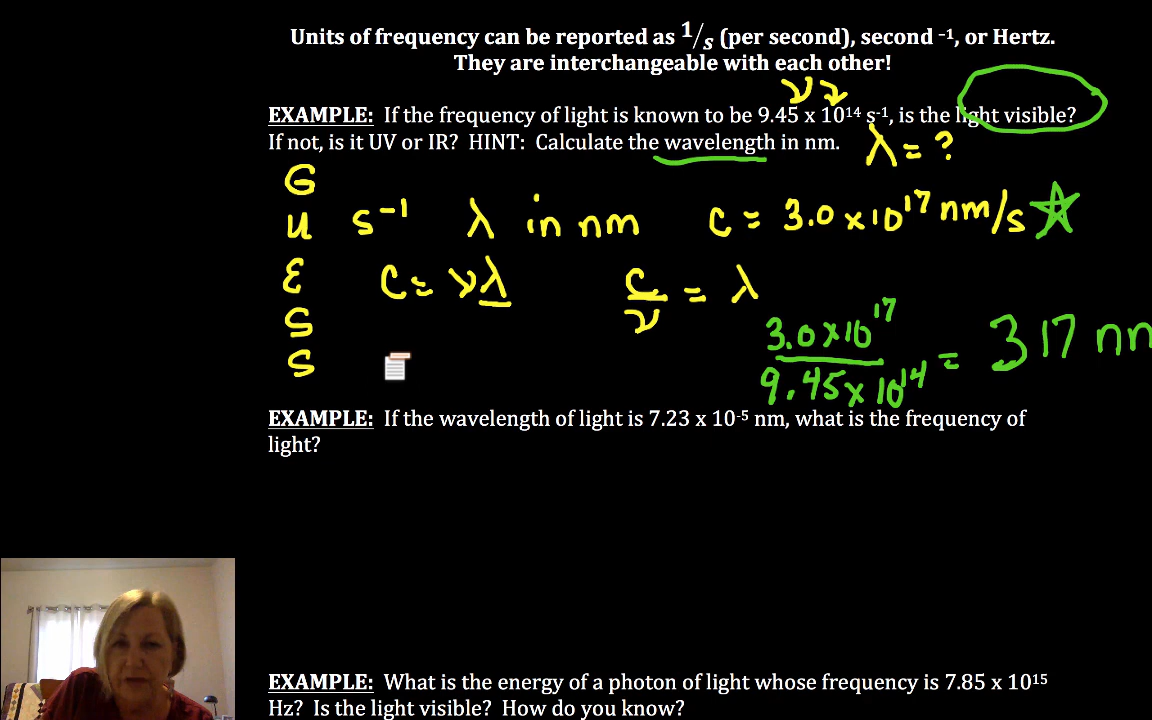 Units of frequency can be reported as 1/s (per second), second -1, or Hertz.
They are interchangeable with each other!
ν
EXAMPLE: If the frequency of light is known to be 9.45 x 10¹⁴ s⁻¹, is the light visible?
If not, is it UV or IR? HINT: Calculate the wavelength in nm. λ = ?
G
U s⁻¹ λ in nm c = 3.0 x 10¹⁷ nm/s
E C = νλ c/ν = λ
S 3.0 x 10¹⁷ / 9.45 x 10¹⁴ = 317 nm
S
EXAMPLE: If the wavelength of light is 7.23 x 10⁻⁵ nm, what is the frequency of
light?
EXAMPLE: What is the energy of a photon of light whose frequency is 7.85 x 10¹⁵
Hz? Is the light visible? How do you know?